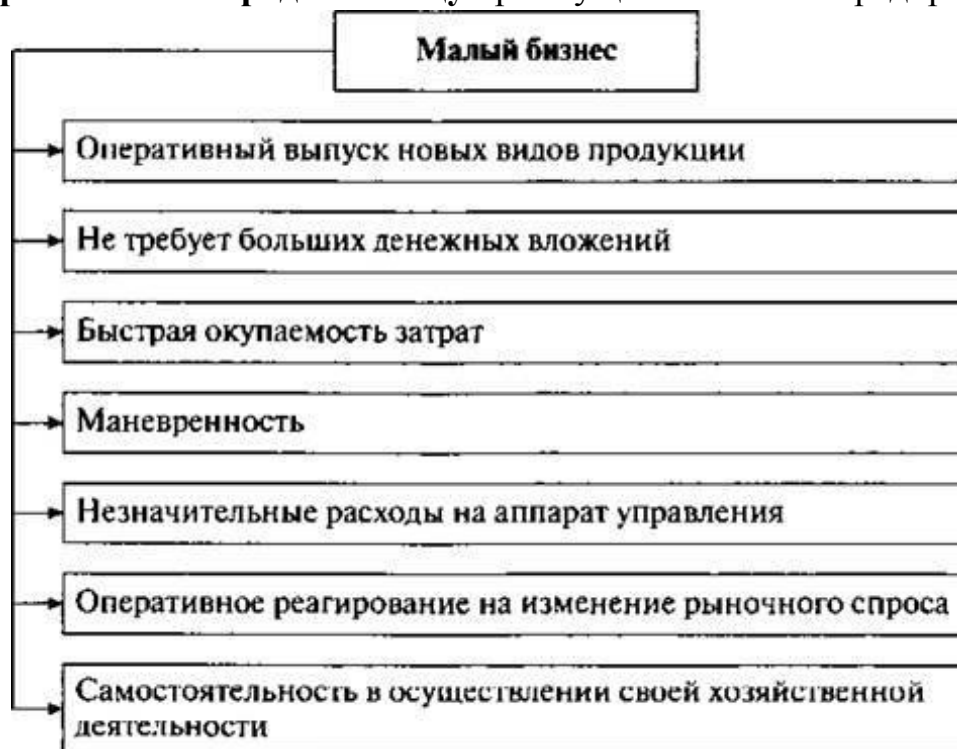 Малый бизнес
Оперативный выпуск новых видов продукции
Не требует больших денежных вложений
Быстрая окупаемость затрат
Маневренность
Незначительные расходы на аппарат управления
Оперативное реагирование на изменение рыночного спроса
Самостоятельность в осуществлении своей хозяйственной
деятельности